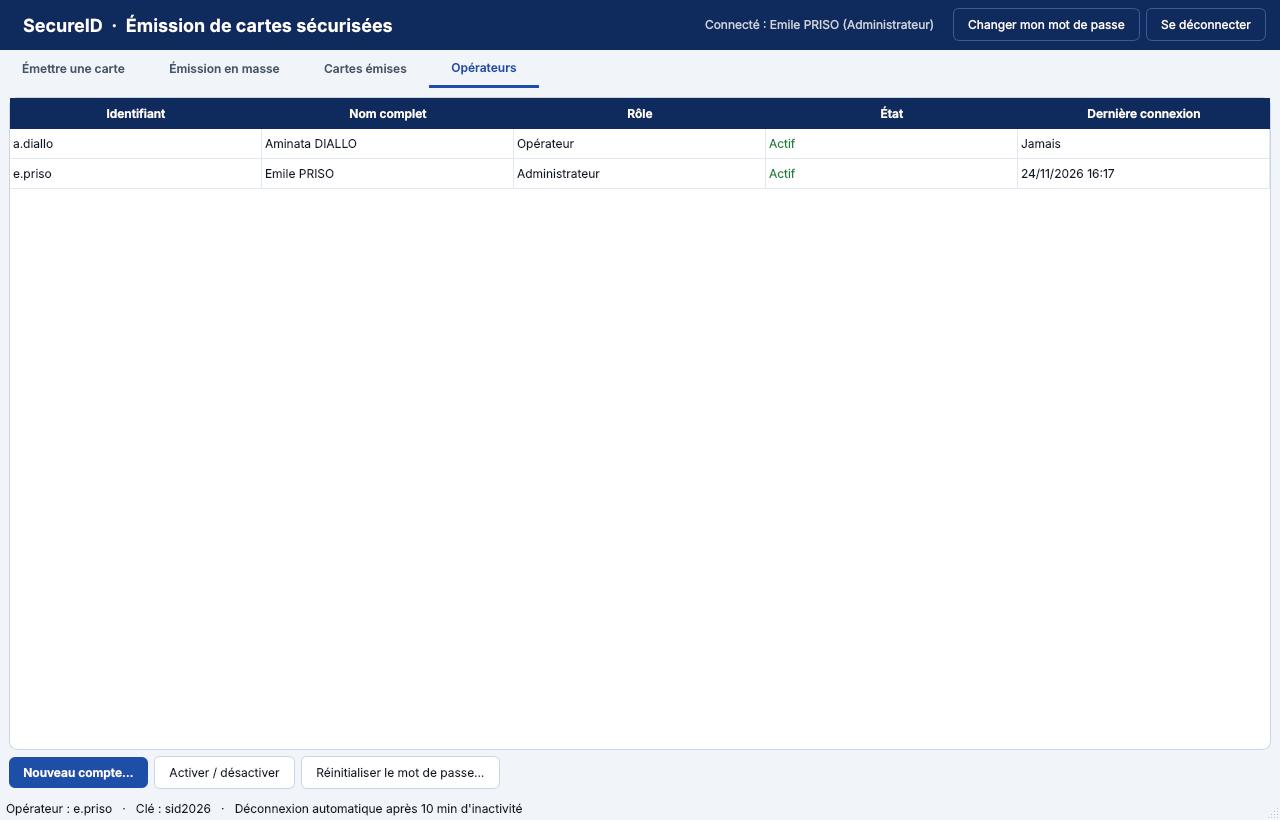 SecureID · Émission de cartes sécurisées
Connecté : Emile PRISO (Administrateur)
Changer mon mot de passe
Se déconnecter
Émettre une carte
Émission en masse
Cartes émises
Opérateurs
Identifiant Nom complet Rôle État Dernière connexion
a.diallo Aminata DIALLO Opérateur Actif Jamais
e.priso Emile PRISO Administrateur Actif 24/11/2026 16:17
Nouveau compte...
Activer / désactiver
Réinitialiser le mot de passe...
Opérateur : e.priso · Clé : sid2026 · Déconnexion automatique après 10 min d'inactivité